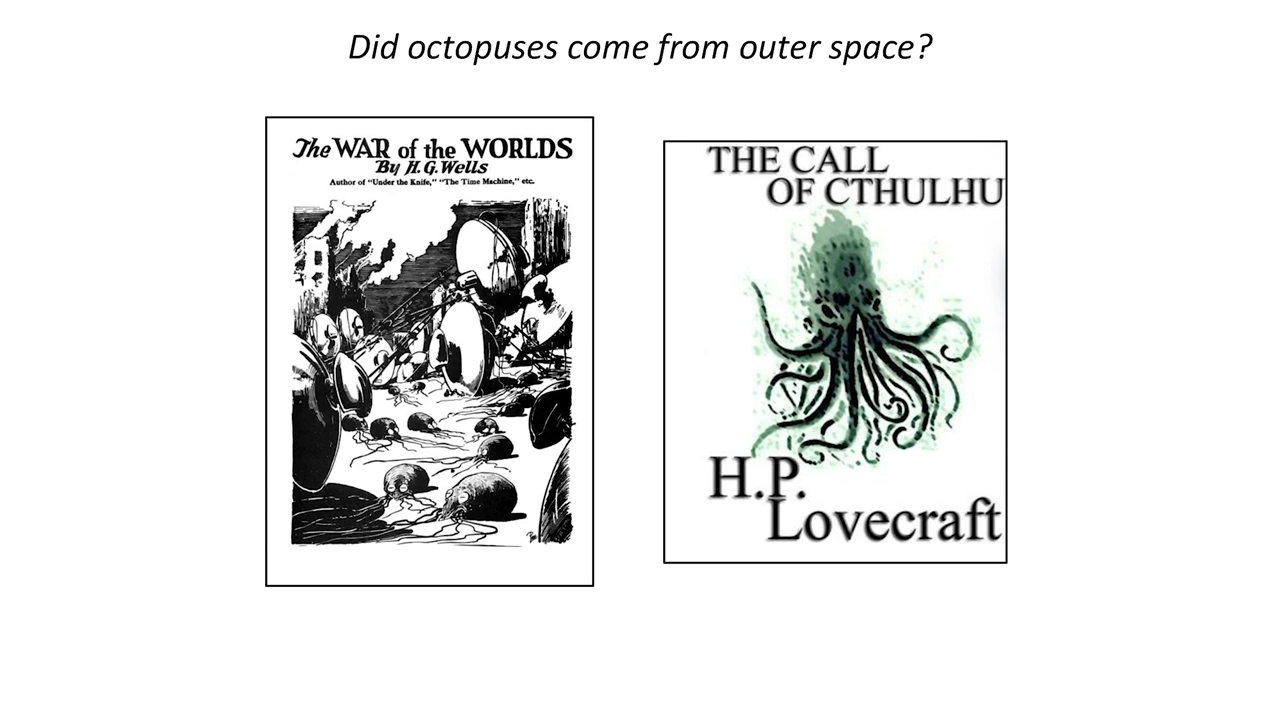 Did octopuses come from outer space?
The WAR of the WORLDS
By H. G. Wells
Author of "Under the Knife," "The Time Machine," etc.
THE CALL
OF CTHULHU
H.P.
Lovecraft